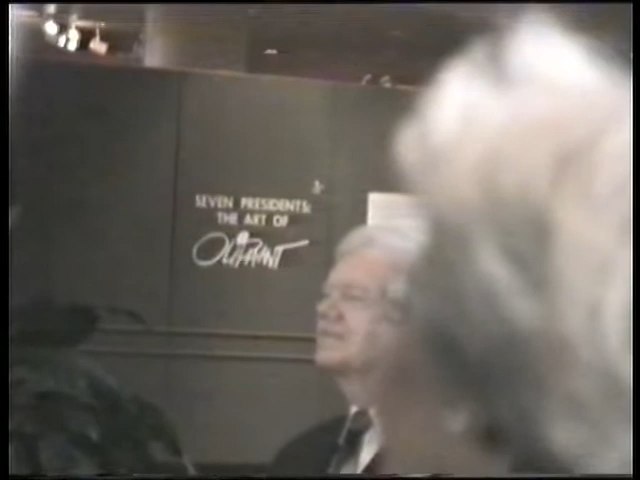 SEVEN PRESIDENTS:
THE ART OF
OLIPHANT